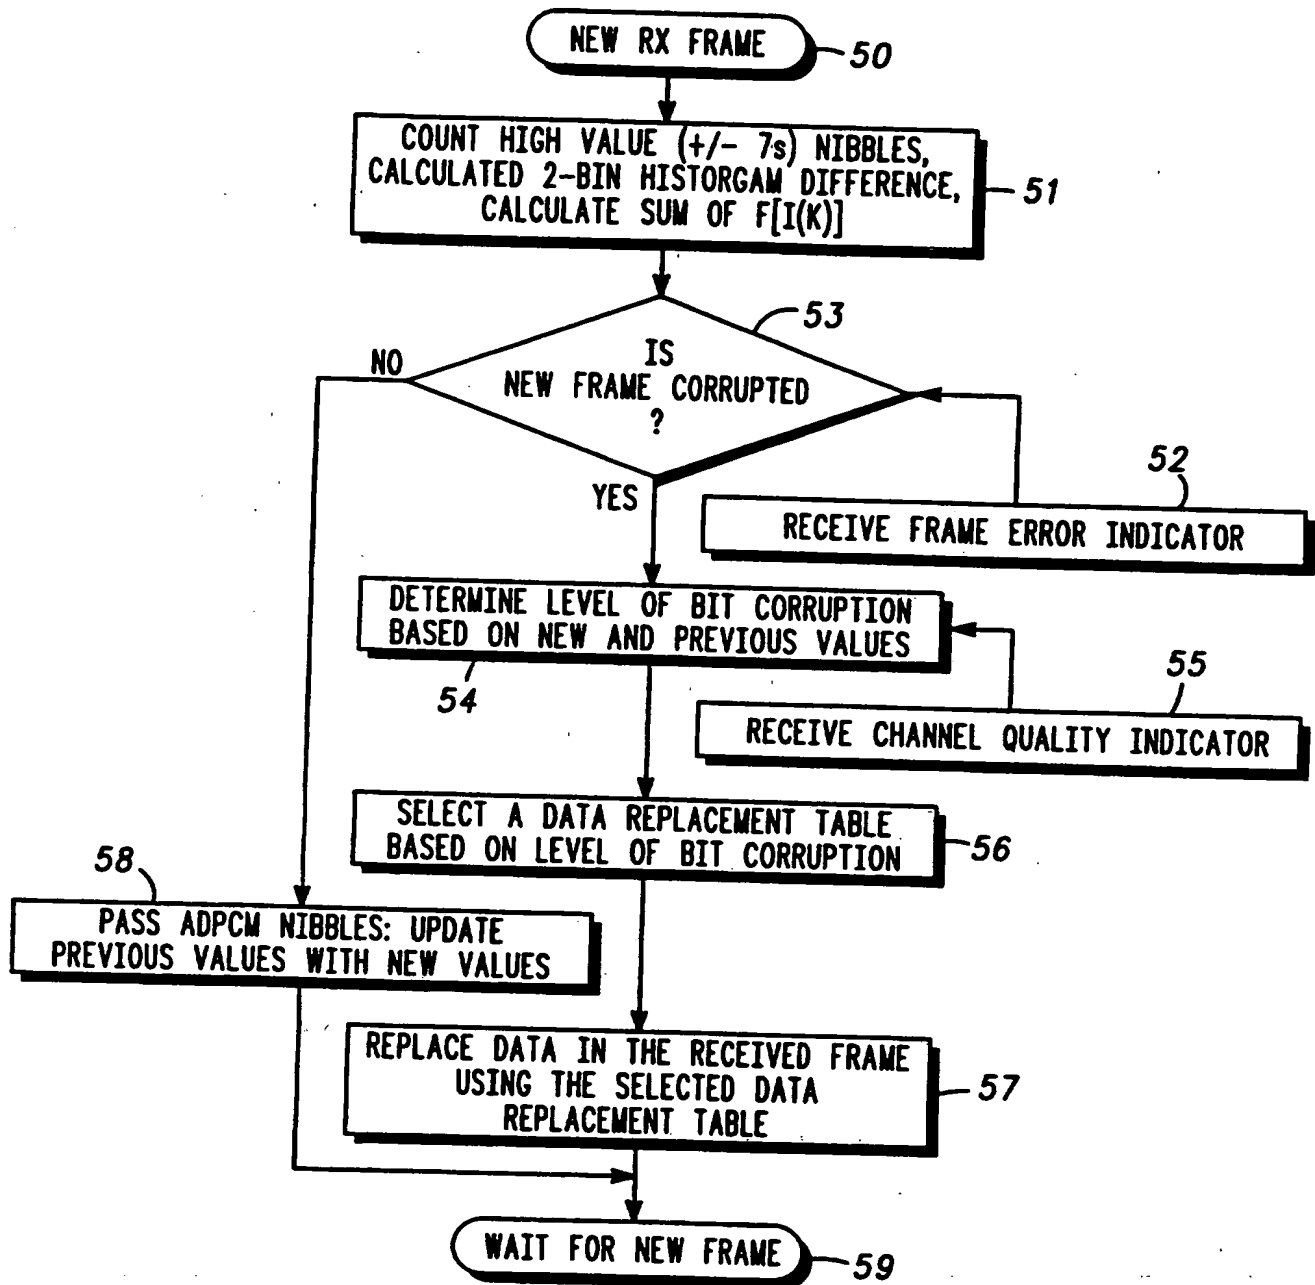 NEW RX FRAME
50
COUNT HIGH VALUE (+/- 7s) NIBBLES,
CALCULATED 2-BIN HISTORGAM DIFFERENCE,
CALCULATE SUM OF F[I(K)]
51
53
IS
NEW FRAME CORRUPTED
?
NO
YES
52
RECEIVE FRAME ERROR INDICATOR
DETERMINE LEVEL OF BIT CORRUPTION
BASED ON NEW AND PREVIOUS VALUES
54
55
RECEIVE CHANNEL QUALITY INDICATOR
SELECT A DATA REPLACEMENT TABLE
BASED ON LEVEL OF BIT CORRUPTION
56
58
PASS ADPCM NIBBLES: UPDATE
PREVIOUS VALUES WITH NEW VALUES
REPLACE DATA IN THE RECEIVED FRAME
USING THE SELECTED DATA
REPLACEMENT TABLE
57
WAIT FOR NEW FRAME
59